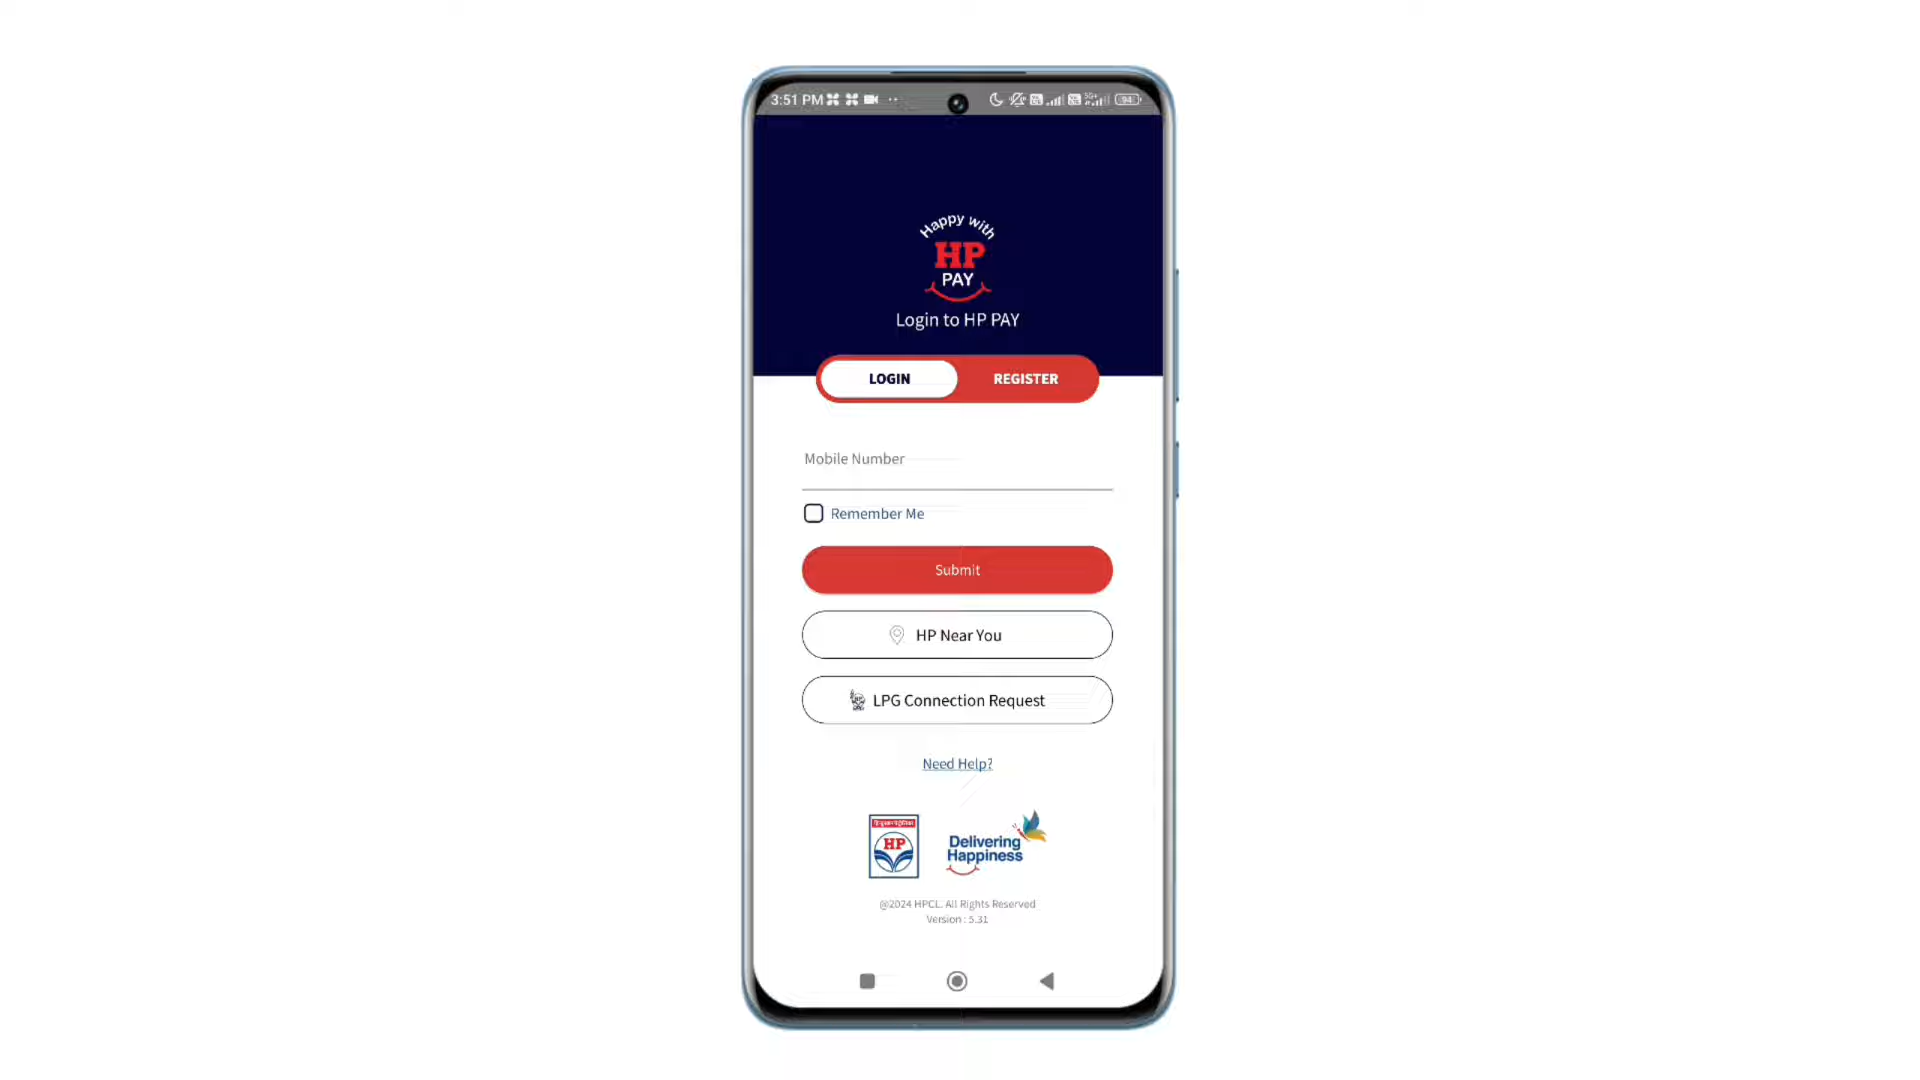 3:51 PM
94
Happy with
HP
PAY
Login to HP PAY
LOGIN
REGISTER
Mobile Number
Remember Me
Submit
HP Near You
LPG Connection Request
Need Help?
HP
Delivering
Happiness
@2024 HPCL. All Rights Reserved
Version : 5.31